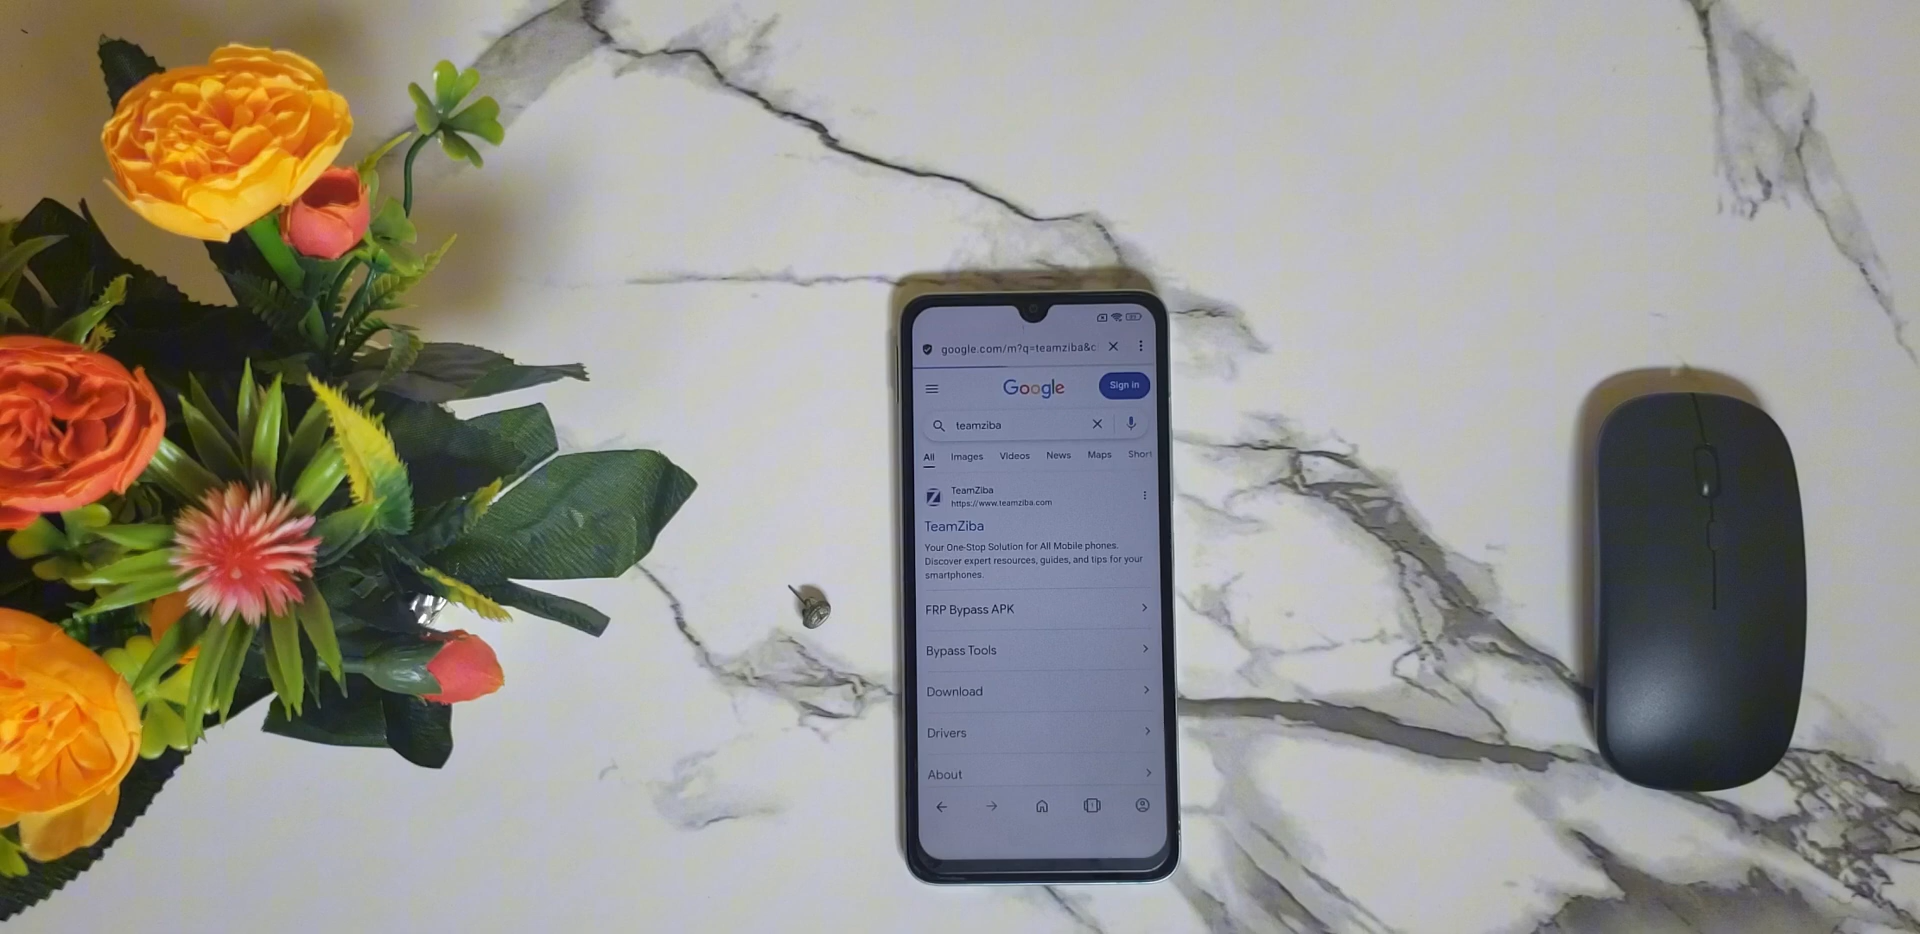 google.com/m?q=teamziba&c
Google
Sign in
teamziba
All Images Videos News Maps Short
TeamZiba
https://www.teamziba.com
TeamZiba
Your One-Stop Solution for All Mobile phones.
Discover expert resources, guides, and tips for your
smartphones.
FRP Bypass APK
Bypass Tools
Download
Drivers
About